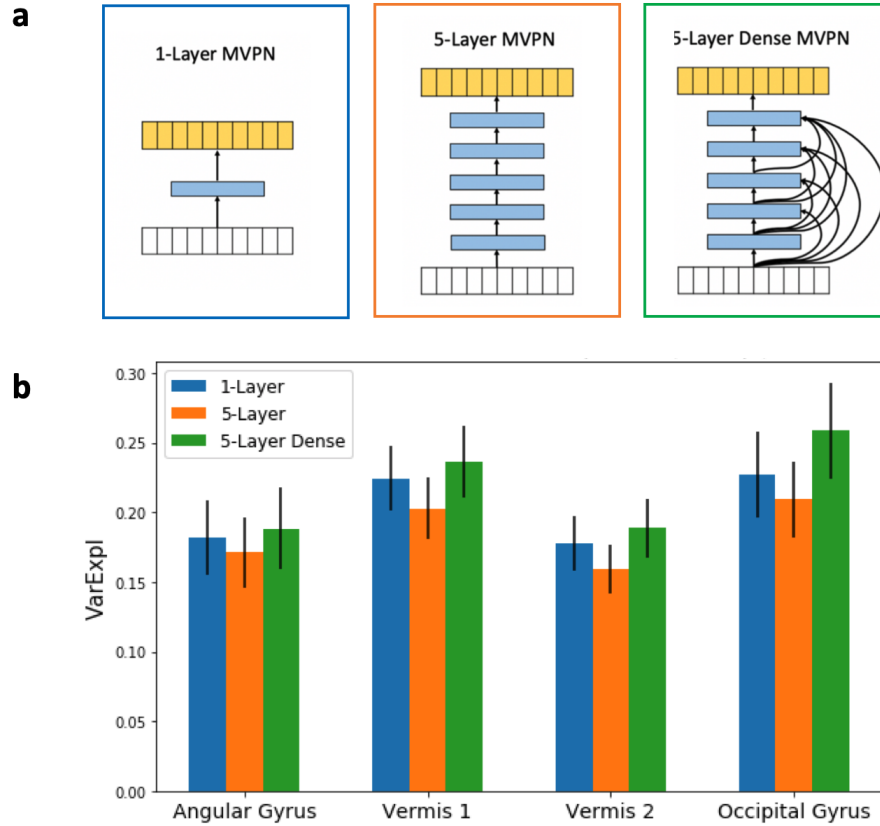 a
1-Layer MVPN
5-Layer MVPN
5-Layer Dense MVPN
b
0.30
0.25
0.20
0.15
0.10
0.05
0.00
VarExpl
1-Layer
5-Layer
5-Layer Dense
Angular Gyrus
Vermis 1
Vermis 2
Occipital Gyrus